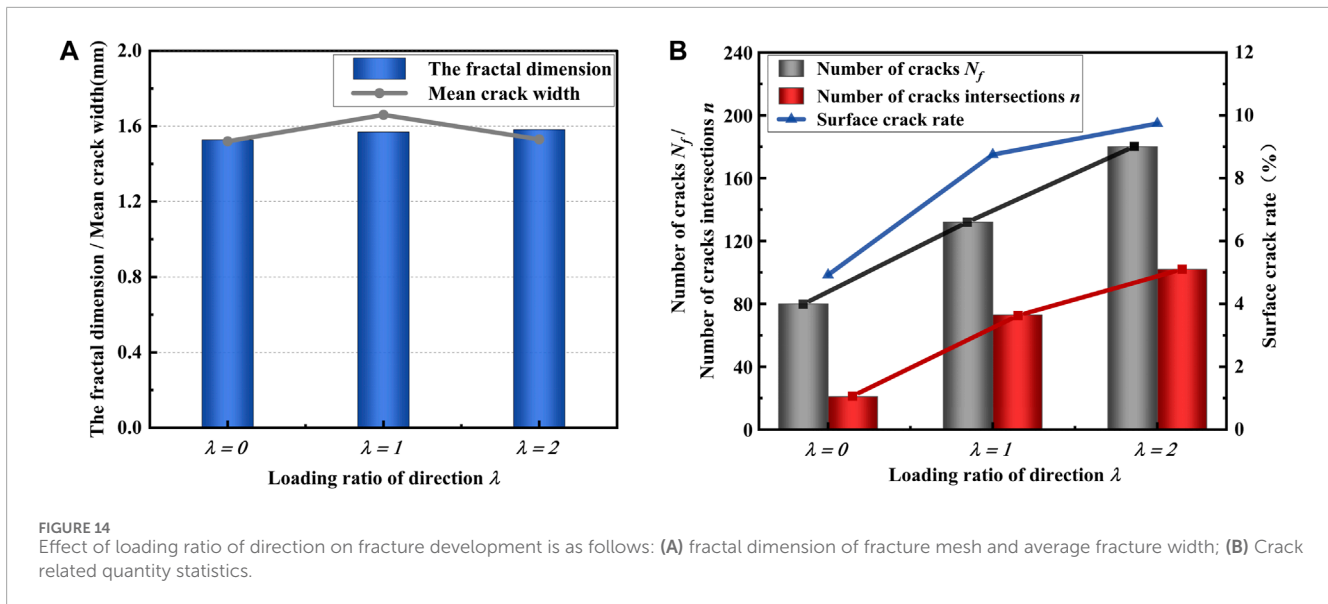 A
The fractal dimension / Mean crack width(mm)
2.0
1.6
1.2
0.8
0.4
0.0
The fractal dimension
Mean crack width
λ = 0
λ = 1
λ = 2
Loading ratio of direction λ
B
Number of cracks N_f /
Number of cracks intersections n
240
200
160
120
80
40
0
Number of cracks N_f
Number of cracks intersections n
Surface crack rate
12
10
8
6
4
2
0
Surface crack rate (%)
λ = 0
λ = 1
λ = 2
Loading ratio of direction λ
FIGURE 14
Effect of loading ratio of direction on fracture development is as follows: (A) fractal dimension of fracture mesh and average fracture width; (B) Crack
related quantity statistics.